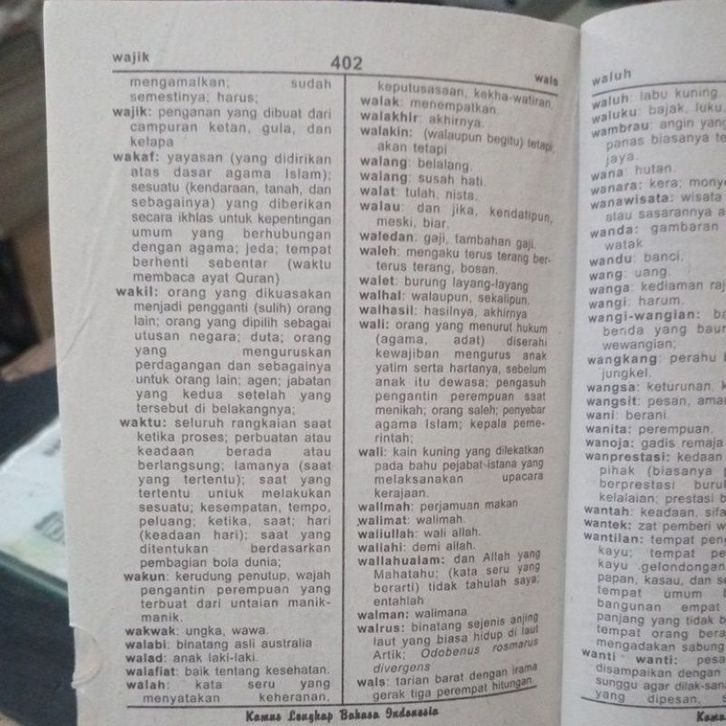 wajik
402
wals
mengamalkan; sudah
semestinya; harus;
wajik: penganan yang dibuat dari
campuran ketan, gula, dan
kelapa
wakaf: yayasan (yang didirikan
atas dasar agama Islam);
sesuatu (kendaraan, tanah, dan
sebagainya) yang diberikan
secara ikhlas untuk kepentingan
umum yang berhubungan
dengan agama; jeda; tempat
berhenti sebentar (waktu
membaca ayat Quran)
wakil: orang yang dikuasakan
menjadi pengganti (sulih) orang
lain; orang yang dipilih sebagai
utusan negara; duta; orang
yang menguruskan
perdagangan dan sebagainya
untuk orang lain; agen; jabatan
yang kedua setelah yang
tersebut di belakangnya;
waktu: seluruh rangkaian saat
ketika proses; perbuatan atau
keadaan berada atau
berlangsung; lamanya (saat
yang tertentu); saat yang
tertentu untuk melakukan
sesuatu; kesempatan, tempo,
peluang; ketika, saat; hari
(keadaan hari); saat yang
ditentukan berdasarkan
pembagian bola dunia;
wakun: kerudung penutup, wajah
pengantin perempuan yang
terbuat dari untaian manik-
manik.
wakwak: ungka, wawa.
walabi: binatang asli australia
walad: anak laki-laki.
walafiat: baik tentang kesehatan.
walah: kata seru yang
menyatakan keheranan,
keputusasaan, kekha-watiran.
walak: menempatkan.
walakhir: akhirnya.
walakin: (walaupun begitu) tetapi
akan tetapi
walang: belalang.
walang: susah hati.
walat: tulah, nista.
walau: dan jika, kendatipun,
meski, biar.
waledan: gaji, tambahan gaji.
waleh: mengaku terus terang ber-
terus terang, bosan.
walet: burung layang-layang
walhal: walaupun, sekalipun.
walhasil: hasilnya, akhirnya
wali: orang yang menurut hukum
(agama, adat) diserahi
kewajiban mengurus anak
yatim serta hartanya, sebelum
anak itu dewasa; pengasuh
pengantin perempuan saat
menikah; orang saleh; penyebar
agama Islam; kepala peme-
rintah;
wali: kain kuning yang dilekatkan
pada bahu pejabat-istana yang
melaksanakan upacara
kerajaan.
wallmah: perjamuan makan
walimat: walimah.
waliullah: wali allah.
wallahi: demi allah.
wallahualam: dan Allah yang
Mahatahu; (kata seru yang
berarti) tidak tahulah saya;
entahlah
walman: walimana
walrus: binatang sejenis anjing
laut yang biasa hidup di laut
Artik; Odobenus rosmarus
divergens
wals: tarian barat dengan irama
gerak tiga perempat hitungan.
Kamus Lengkap Bahasa Indonesia
waluh
waluh: labu kuning.
waluku: bajak, luku.
wambrau: angin yang
panas biasanya
jaya.
wana: hutan.
wanara: kera;
wanawisata: wisata
atau sasarannya
wanda: gambaran
watak
wandu: banci.
wang: uang.
wanga: kediaman
wangi: harum.
wangi-wangian:
benda yang
wewangian;
wangkang: perahu
jungkel.
wangsa: keturunan,
wangsit: pesan,
wani: berani.
wanita: perempuan.
wanoja: gadis remaja
wanprestasi:
pihak (biasanya
berprestasi
kelalaian; prestasi
wantah: keadaan,
wantek: zat pemberi
wantilan: tempat
kayu; tempat
kayu gelondongan
papan, kasau, dan
tempat umum
bangunan empat
panjang yang tidak
tempat orang
mengadakan sabung
wanti wanti:
disampaikan dengan
sunggu agar
yang dipesan,